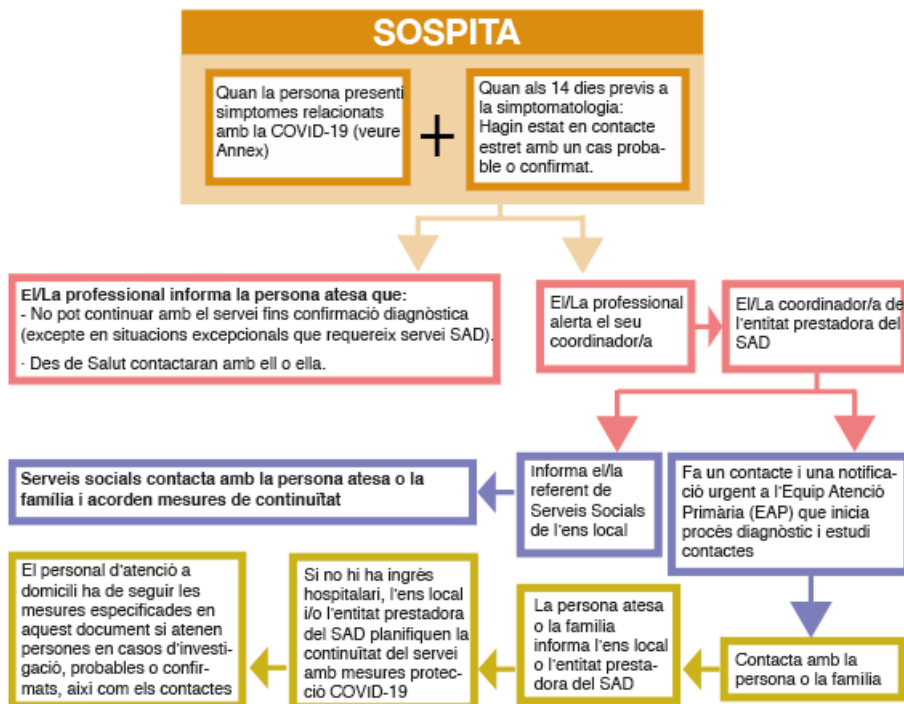 SOSPITA
Quan la persona presenti
simptomes relacionats
amb la COVID-19 (veure
Annex)
+
Quan als 14 dies previs a
la simptomatologia:
Hagin estat en contacte
estret amb un cas proba-
ble o confirmat.
El/La professional informa la persona atesa que:
- No pot continuar amb el servei fins confirmació diagnòstica
(excepte en situacions excepcionals que requereix servei SAD).
- Des de Salut contactaran amb ell o ella.
El/La professional
alerta el seu
coordinador/a
El/La coordinador/a de
l'entitat prestadora del
SAD
Serveis socials contacta amb la persona atesa o la
família i acorden mesures de continuïtat
Informa el/la
referent de
Serveis Socials
de l'ens local
Fa un contacte i una notific-
ació urgent a l'Equip Atenció
Primària (EAP) que inicia
procés diagnòstic i estudi
contactes
El personal d'atenció a
domicili ha de seguir les
mesures especificades en
aquest document si atenen
persones en casos d'investi-
gació, probables o confir-
mats, així com els contactes
Si no hi ha ingrés
hospitalari, l'ens local
i/o l'entitat prestadora
del SAD planifiquen la
continuïtat del servei
amb mesures protec-
ció COVID-19
La persona atesa
o la família
informa l'ens local
o l'entitat presta-
dora del SAD
Contacta amb la
persona o la família